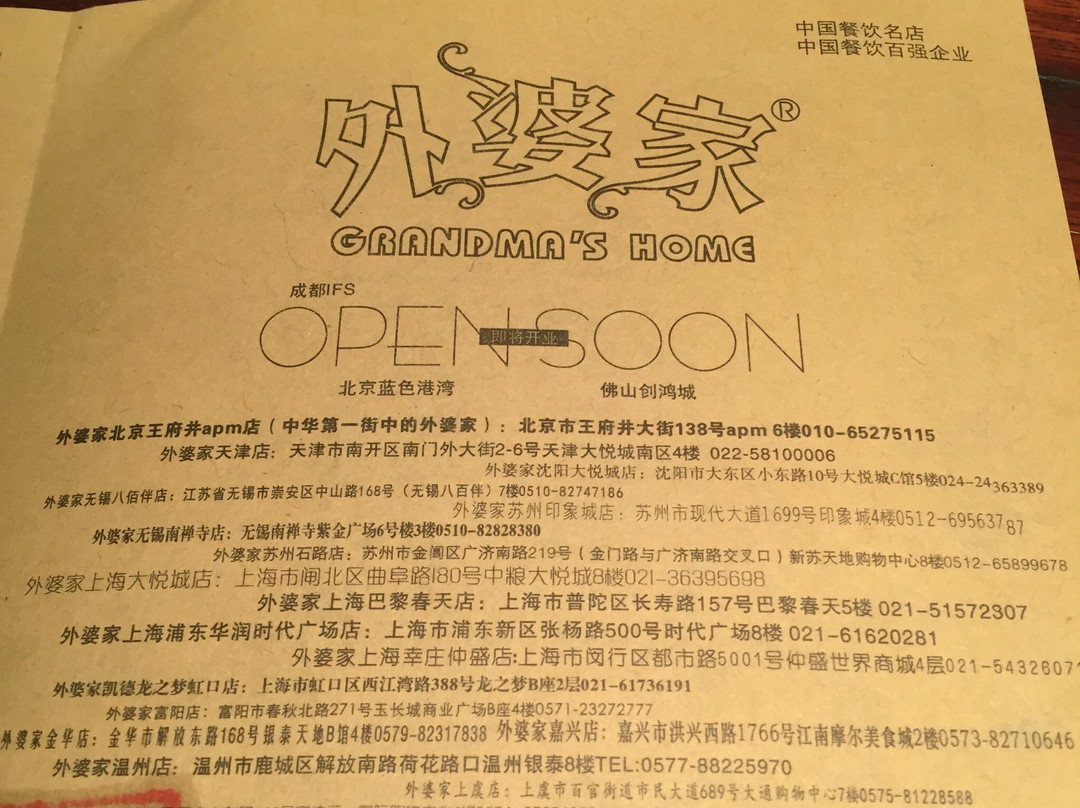 中国餐饮名店
中国餐饮百强企业
外婆家®
GRANDMA'S HOME
成都IFS
OPEN SOON
即将开业
北京蓝色港湾 佛山创鸿城
外婆家北京王府井apm店（中华第一街中的外婆家）：北京市王府井大街138号apm 6楼010-65275115
外婆家天津店：天津市南开区南门外大街2-6号天津大悦城南区4楼 022-58100006
外婆家沈阳大悦城店：沈阳市大东区小东路10号大悦城C馆5楼024-24363389
外婆家无锡八佰伴店：江苏省无锡市崇安区中山路168号（无锡八百伴）7楼0510-82747186
外婆家苏州印象城店：苏州市现代大道1699号印象城4楼0512-69563787
外婆家无锡南禅寺店：无锡南禅寺紫金广场6号楼3楼0510-82828380
外婆家苏州石路店：苏州市金阊区广济南路219号（金门路与广济南路交叉口）新苏天地购物中心8楼0512-65899678
外婆家上海大悦城店：上海市闸北区曲阜路180号中粮大悦城8楼021-36395698
外婆家上海巴黎春天店：上海市普陀区长寿路157号巴黎春天5楼 021-51572307
外婆家上海浦东华润时代广场店：上海市浦东新区张杨路500号时代广场8楼 021-61620281
外婆家上海莘庄仲盛店:上海市闵行区都市路5001号仲盛世界商城4层021-54326071
外婆家凯德龙之梦虹口店：上海市虹口区西江湾路388号龙之梦B座2层021-61736191
外婆家富阳店：富阳市春秋北路271号玉长城商业广场B座4楼0571-23272777
外婆家金华店：金华市解放东路168号银泰天地B馆4楼0579-82317838 外婆家嘉兴店：嘉兴市洪兴西路1766号江南摩尔美食城2楼0573-82710646
外婆家温州店：温州市鹿城区解放南路荷花路口温州银泰8楼TEL:0577-88225970
外婆家上虞店：上虞市百官街道市民大道689号大通购物中心7楼0575-81228588